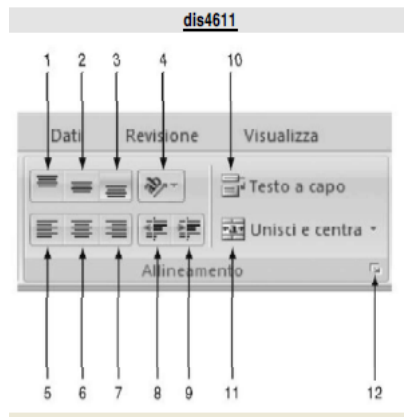 dis4611
1 2 3 4 10
Dati Revisione Visualizza
Testo a capo
Unisci e centra
Allineamento
5 6 7 8 9 11 12